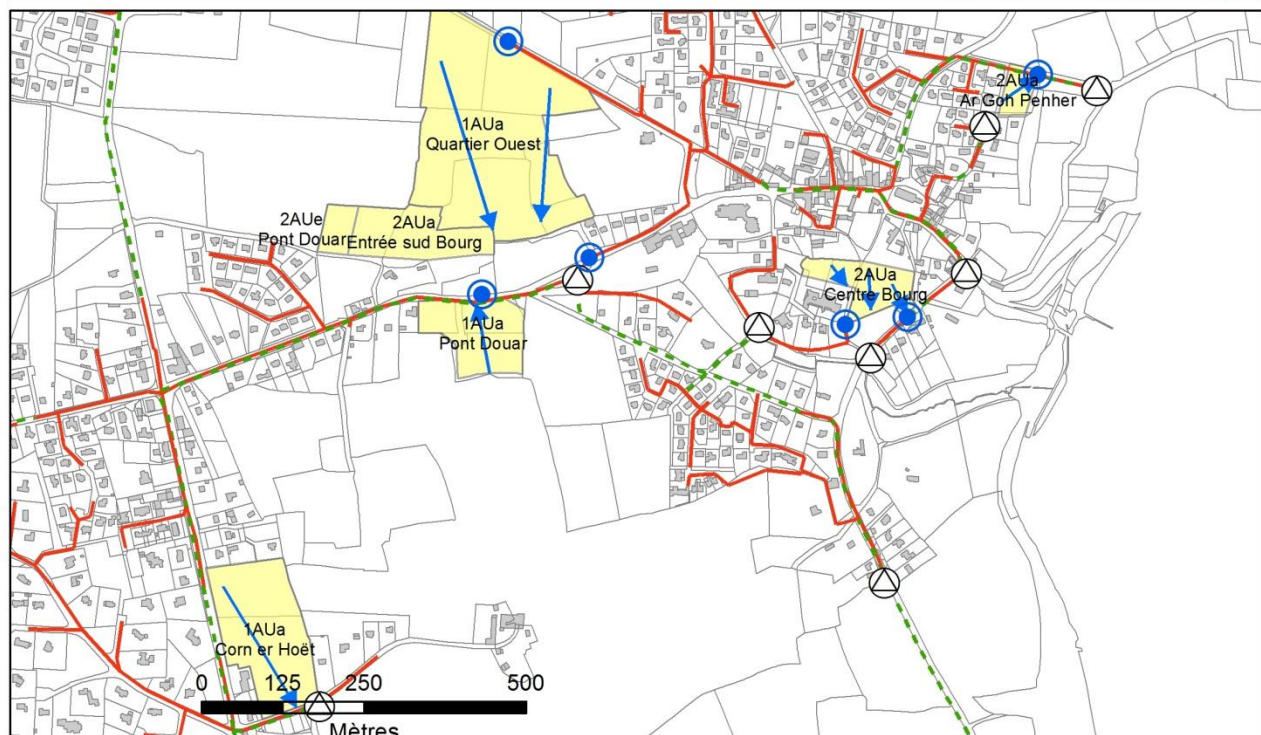 2AUa
Ar Goh Penher
1AUa
Quartier Ouest
2AUe
Pont Douar
2AUa
Entrée sud Bourg
2AUa
Centre Bourg
1AUa
Pont Douar
1AUa
Corn er Hoët
0 125 250 500
Mètres